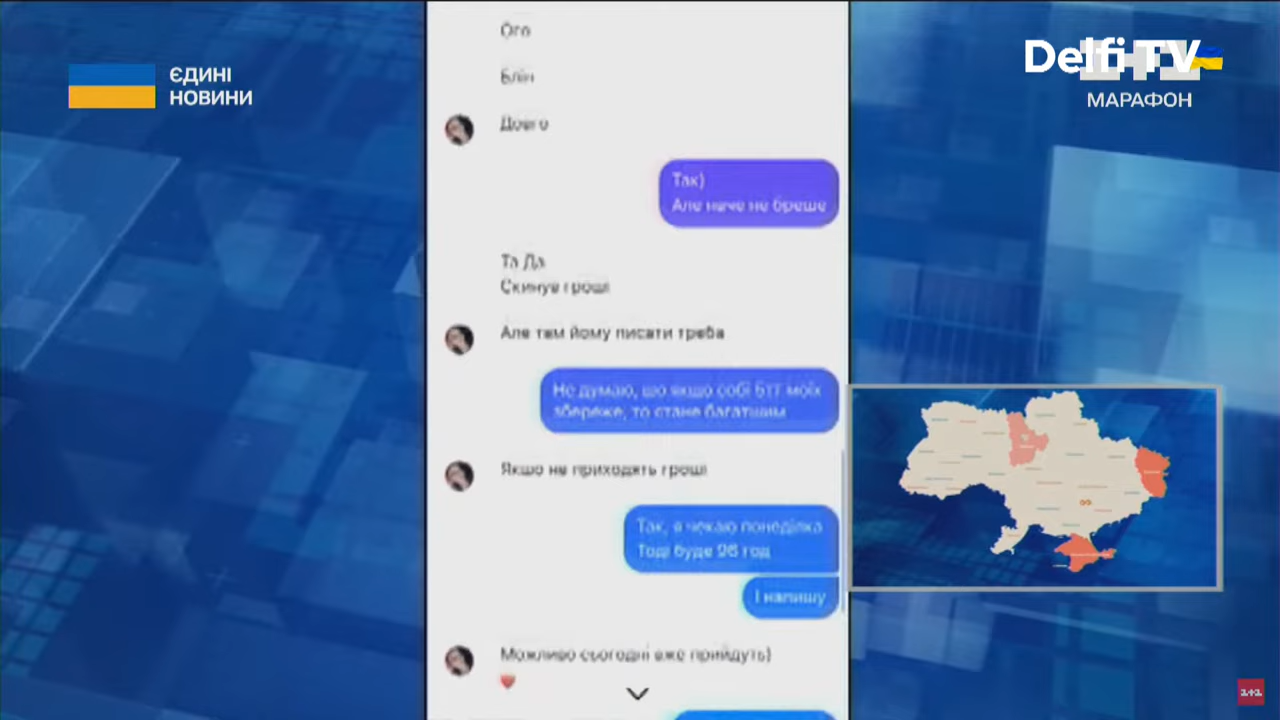 ЄДИНІ
НОВИНИ
Delfi TV
МАРАФОН
Ого
Блін
Довго
Так)
Але наче не бреше
Та Да
Скинув гроші
Але там йому писати треба
Не думаю, що якщо собі 6тт моїх
збереже, то стане багатшим
Якщо не приходять гроші
Так, я чекаю понеділка
Тоді буде 96 год
І напишу
Можливо сьогодні вже прийдуть)
1+1